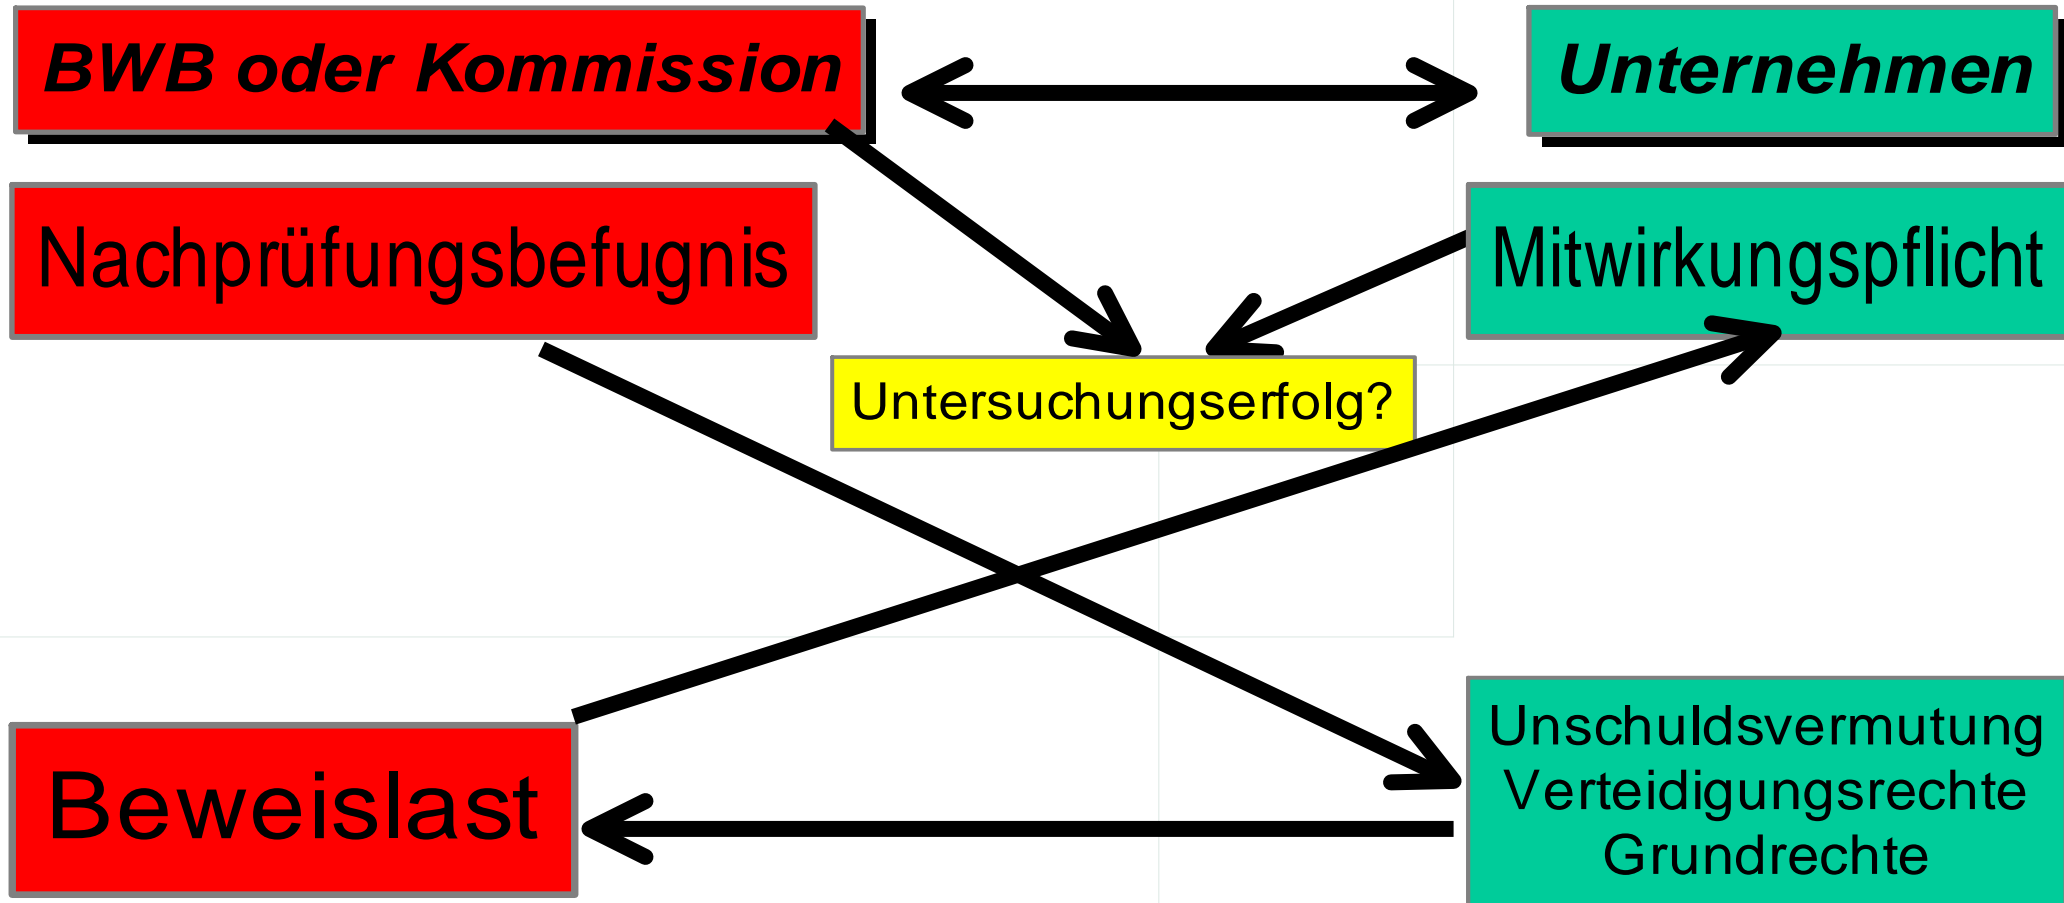 BWB oder Kommission
Unternehmen
Nachprüfungsbefugnis
Mitwirkungspflicht
Untersuchungserfolg?
Beweislast
Unschuldsvermutung
Verteidigungsrechte
Grundrechte